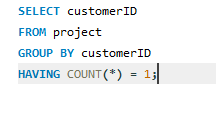 SELECT customerID
FROM project
GROUP BY customerID
HAVING COUNT(*) = 1;